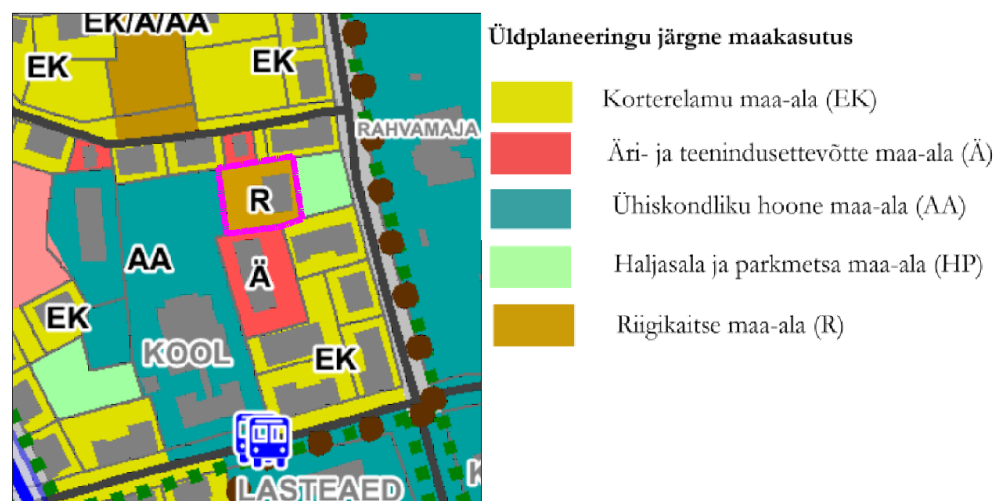 EK/A/AA
EK
EK
RAHVAMAJA
R
AA
Ä
EK
KOOL
EK
LASTEAED
K
Üldplaneeringu järgne maakasutus
Korterelamu maa-ala (EK)
Äri- ja teenindusettevõtte maa-ala (Ä)
Ühiskondliku hoone maa-ala (AA)
Haljasala ja parkmetsa maa-ala (HP)
Riigikaitse maa-ala (R)